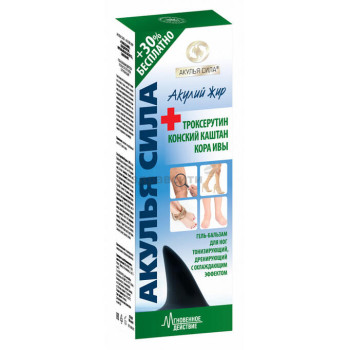 +30%
БЕСПЛАТНО
АКУЛЬЯ СИЛА
АКУЛЬЯ СИЛА®
Акулий жир
+ ТРОКСЕРУТИН
КОНСКИЙ КАШТАН
КОРА ИВЫ
ГЕЛЬ-БАЛЬЗАМ
ДЛЯ НОГ
ТОНИЗИРУЮЩИЙ,
ДРЕНИРУЮЩИЙ
С ОХЛАЖДАЮЩИМ
ЭФФЕКТОМ
МГНОВЕННОЕ
ДЕЙСТВИЕ